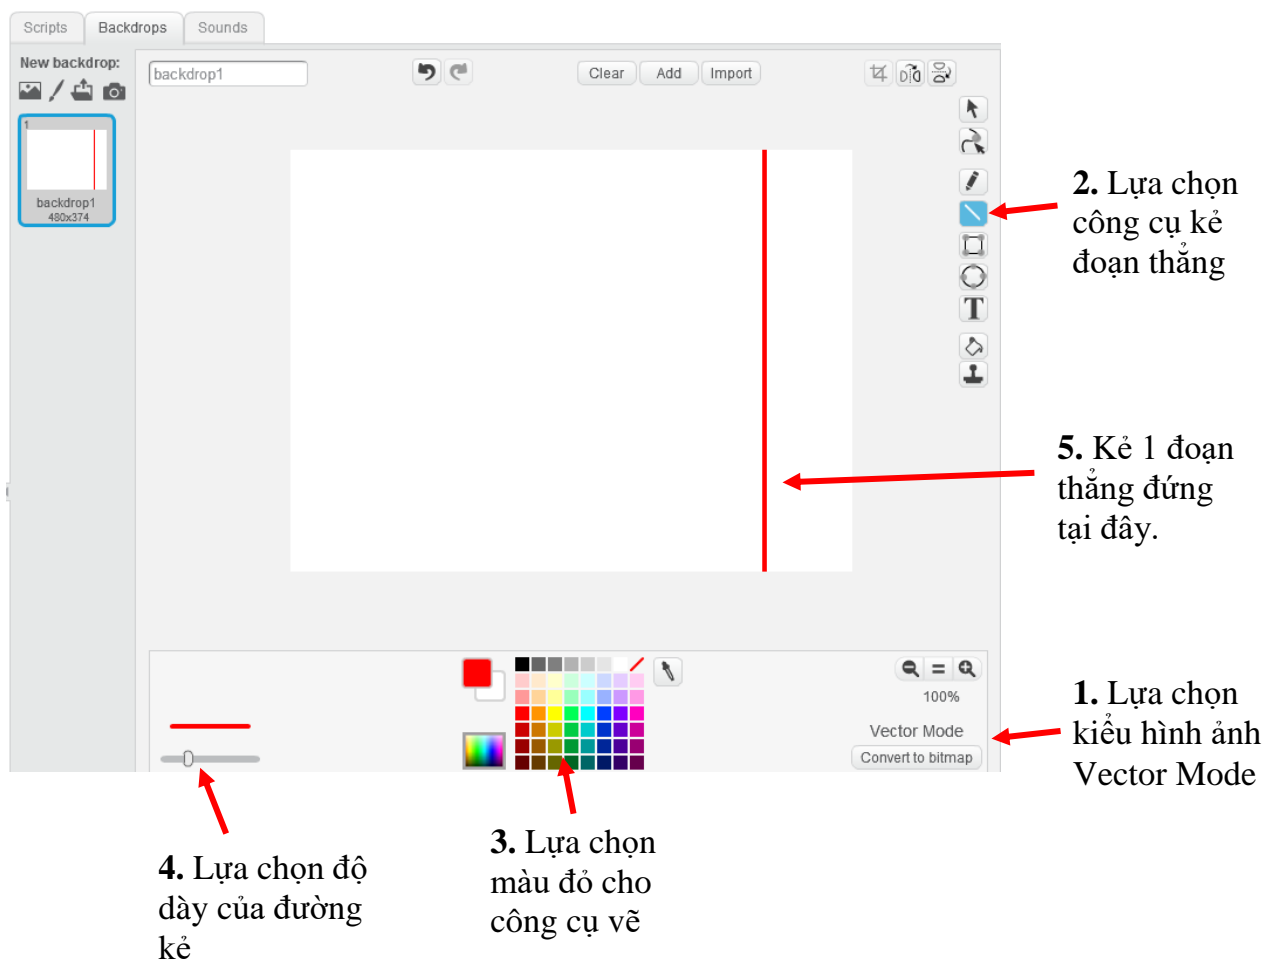 Scripts
Backdrops
Sounds
New backdrop:
backdrop1
Clear
Add
Import
1
backdrop1
480x374
T
2. Lựa chọn
công cụ kẻ
đoạn thẳng
5. Kẻ 1 đoạn
thẳng đứng
tại đây.
100%
Vector Mode
Convert to bitmap
1. Lựa chọn
kiểu hình ảnh
Vector Mode
3. Lựa chọn
màu đỏ cho
công cụ vẽ
4. Lựa chọn độ
dày của đường
kẻ